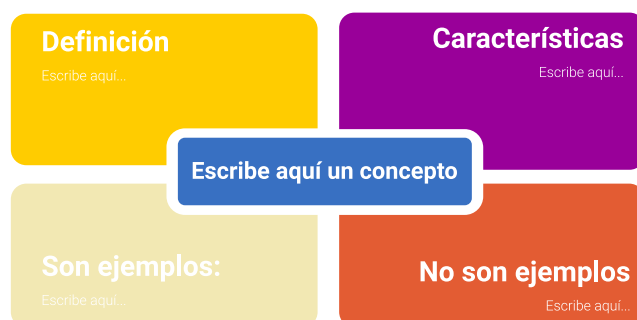 Definición
Escribe aquí...
Características
Escribe aquí...
Escribe aquí un concepto
Son ejemplos:
Escribe aquí...
No son ejemplos
Escribe aquí...